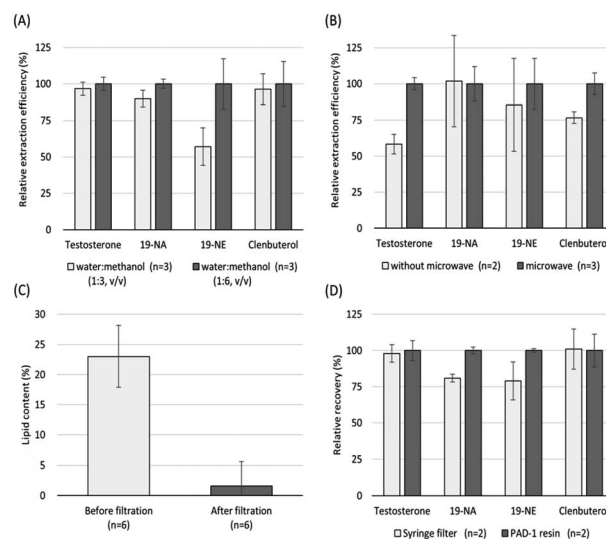 (A)
Relative extraction efficiency (%)
125
100
75
50
25
0
Testosterone 19-NA 19-NE Clenbuterol
water:methanol (n=3) water:methanol (n=3)
(1:3, v/v) (1:6, v/v)
(B)
Relative extraction efficiency (%)
125
100
75
50
25
0
Testosterone 19-NA 19-NE Clenbuterol
without microwave (n=2) microwave (n=3)
(C)
Lipid content (%)
30
25
20
15
10
5
0
Before filtration After filtration
(n=6) (n=6)
(D)
Relative recovery (%)
125
100
75
50
25
0
Testosterone 19-NA 19-NE Clenbuterol
Syringe filter (n=2) PAD-1 resin (n=2)